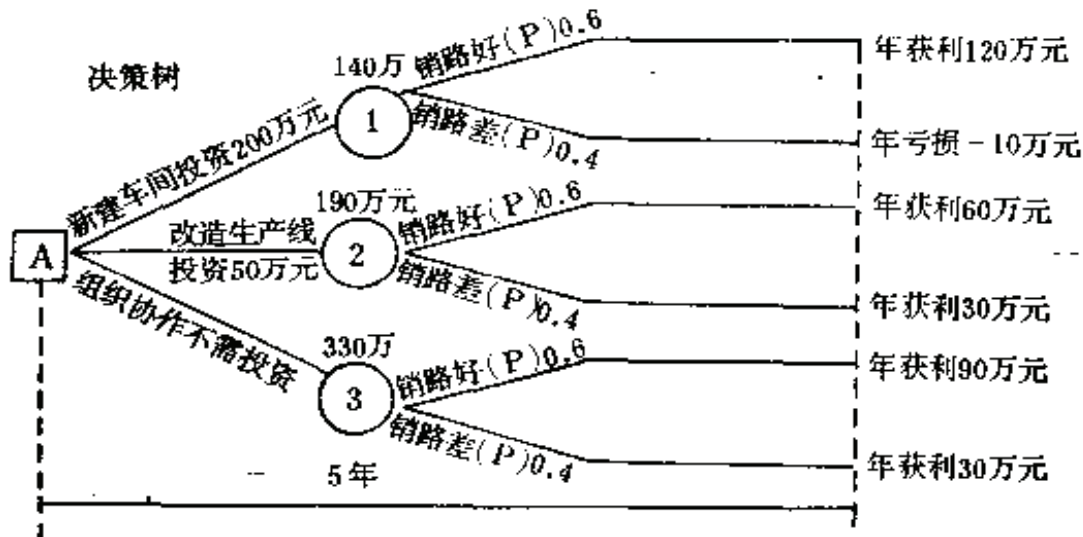 决策树
新建车间投资200万元
140万
1
销路好(P)0.6
年获利120万元
销路差(P)0.4
年亏损-10万元
A
改造生产线
投资50万元
190万元
2
销路好(P)0.6
年获利60万元
销路差(P)0.4
年获利30万元
组织协作不需投资
330万
3
销路好(P)0.6
年获利90万元
销路差(P)0.4
年获利30万元
5年